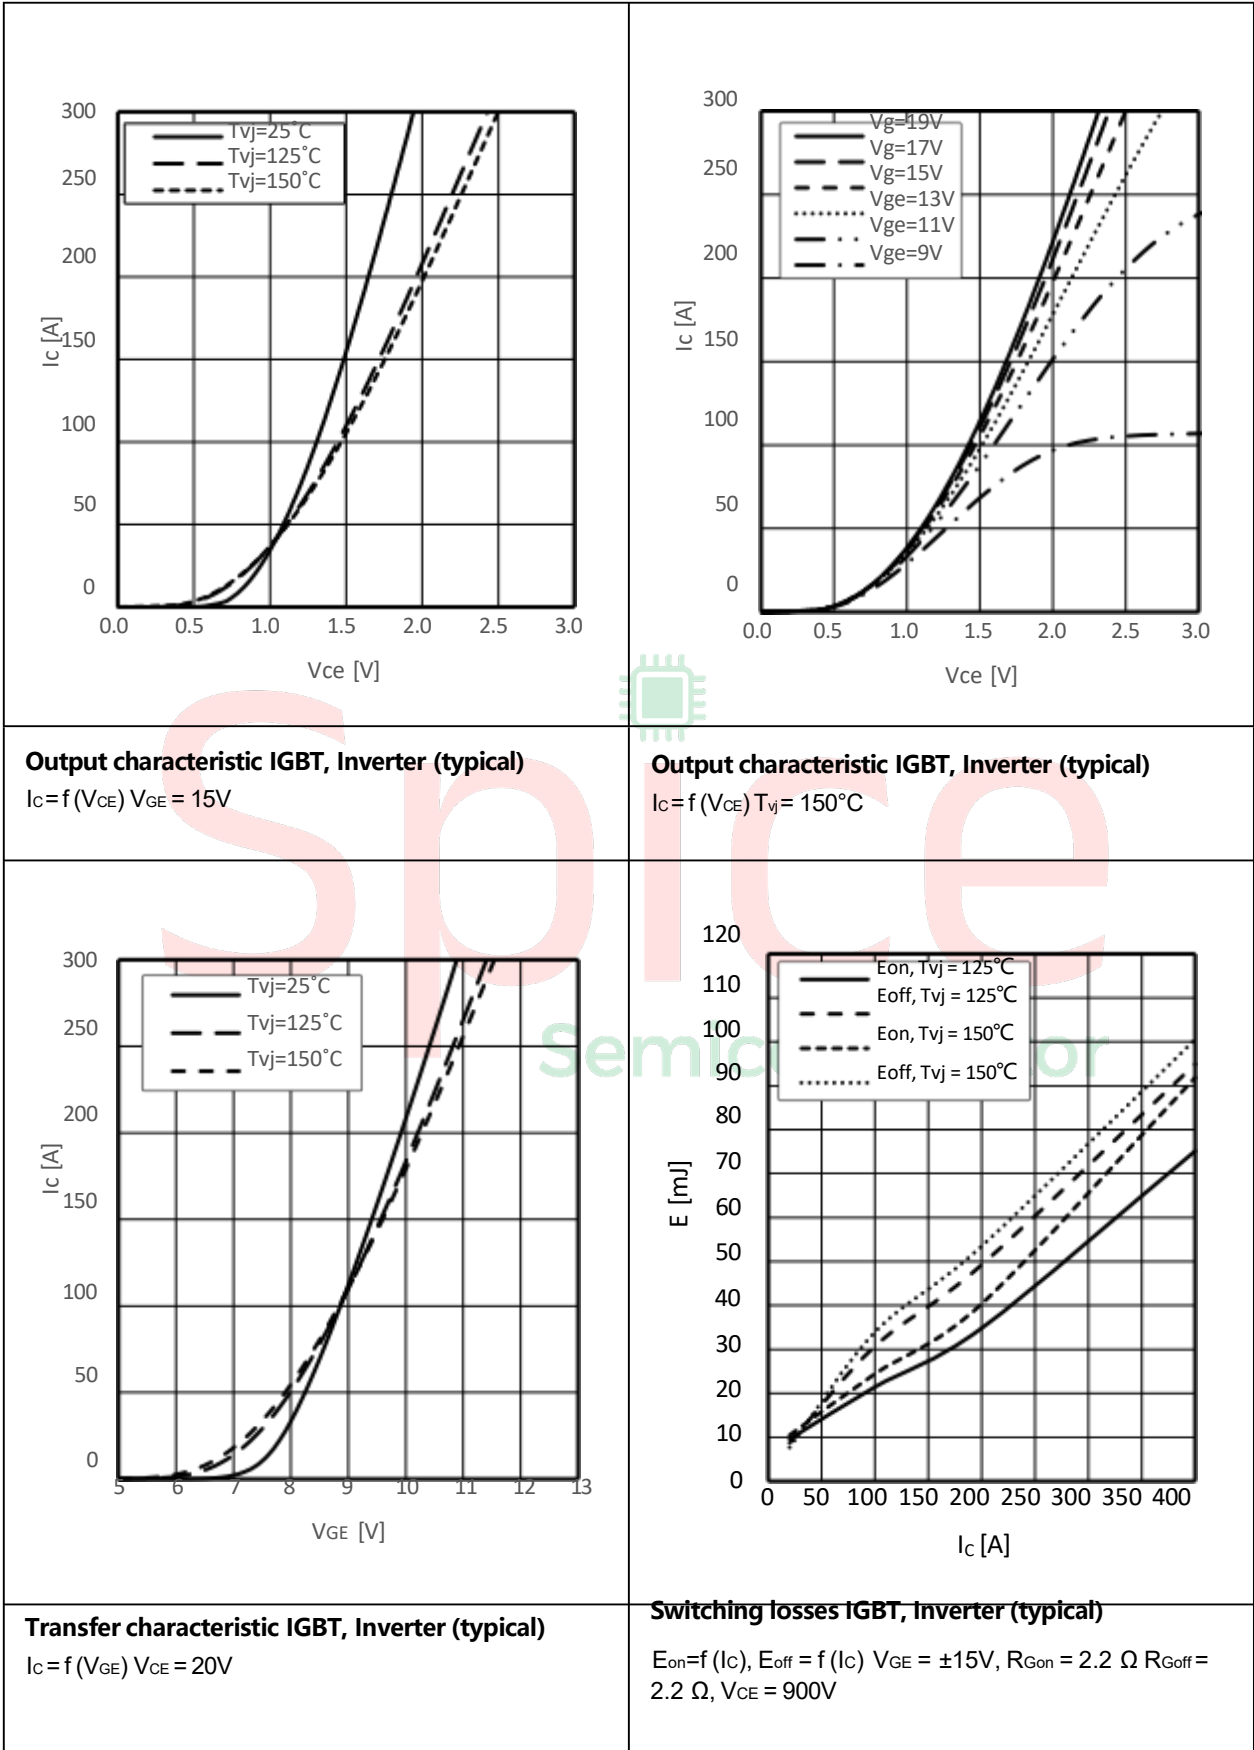 300
250
200
150
100
50
0
Ic [A]
Tvj=25°C
Tvj=125°C
Tvj=150°C
0.0 0.5 1.0 1.5 2.0 2.5 3.0
Vce [V]
300
250
200
150
100
50
0
Ic [A]
Vg=19V
Vg=17V
Vg=15V
Vge=13V
Vge=11V
Vge=9V
0.0 0.5 1.0 1.5 2.0 2.5 3.0
Vce [V]
Output characteristic IGBT, Inverter (typical)
IC=f (VCE) VGE = 15V
Output characteristic IGBT, Inverter (typical)
IC=f (VCE) Tvj= 150°C
300
250
200
150
100
50
0
Ic [A]
Tvj=25°C
Tvj=125°C
Tvj=150°C
5 6 7 8 9 10 11 12 13
VGE [V]
120
110
100
90
80
70
60
50
40
30
20
10
0
E [mJ]
Eon, Tvj = 125℃
Eoff, Tvj = 125℃
Eon, Tvj = 150℃
Eoff, Tvj = 150℃
0 50 100 150 200 250 300 350 400
IC [A]
Transfer characteristic IGBT, Inverter (typical)
IC=f (VGE) VCE = 20V
Switching losses IGBT, Inverter (typical)
Eon=f (IC), Eoff = f (IC) VGE = ±15V, RGon = 2.2 Ω RGoff =
2.2 Ω, VCE = 900V
Spice